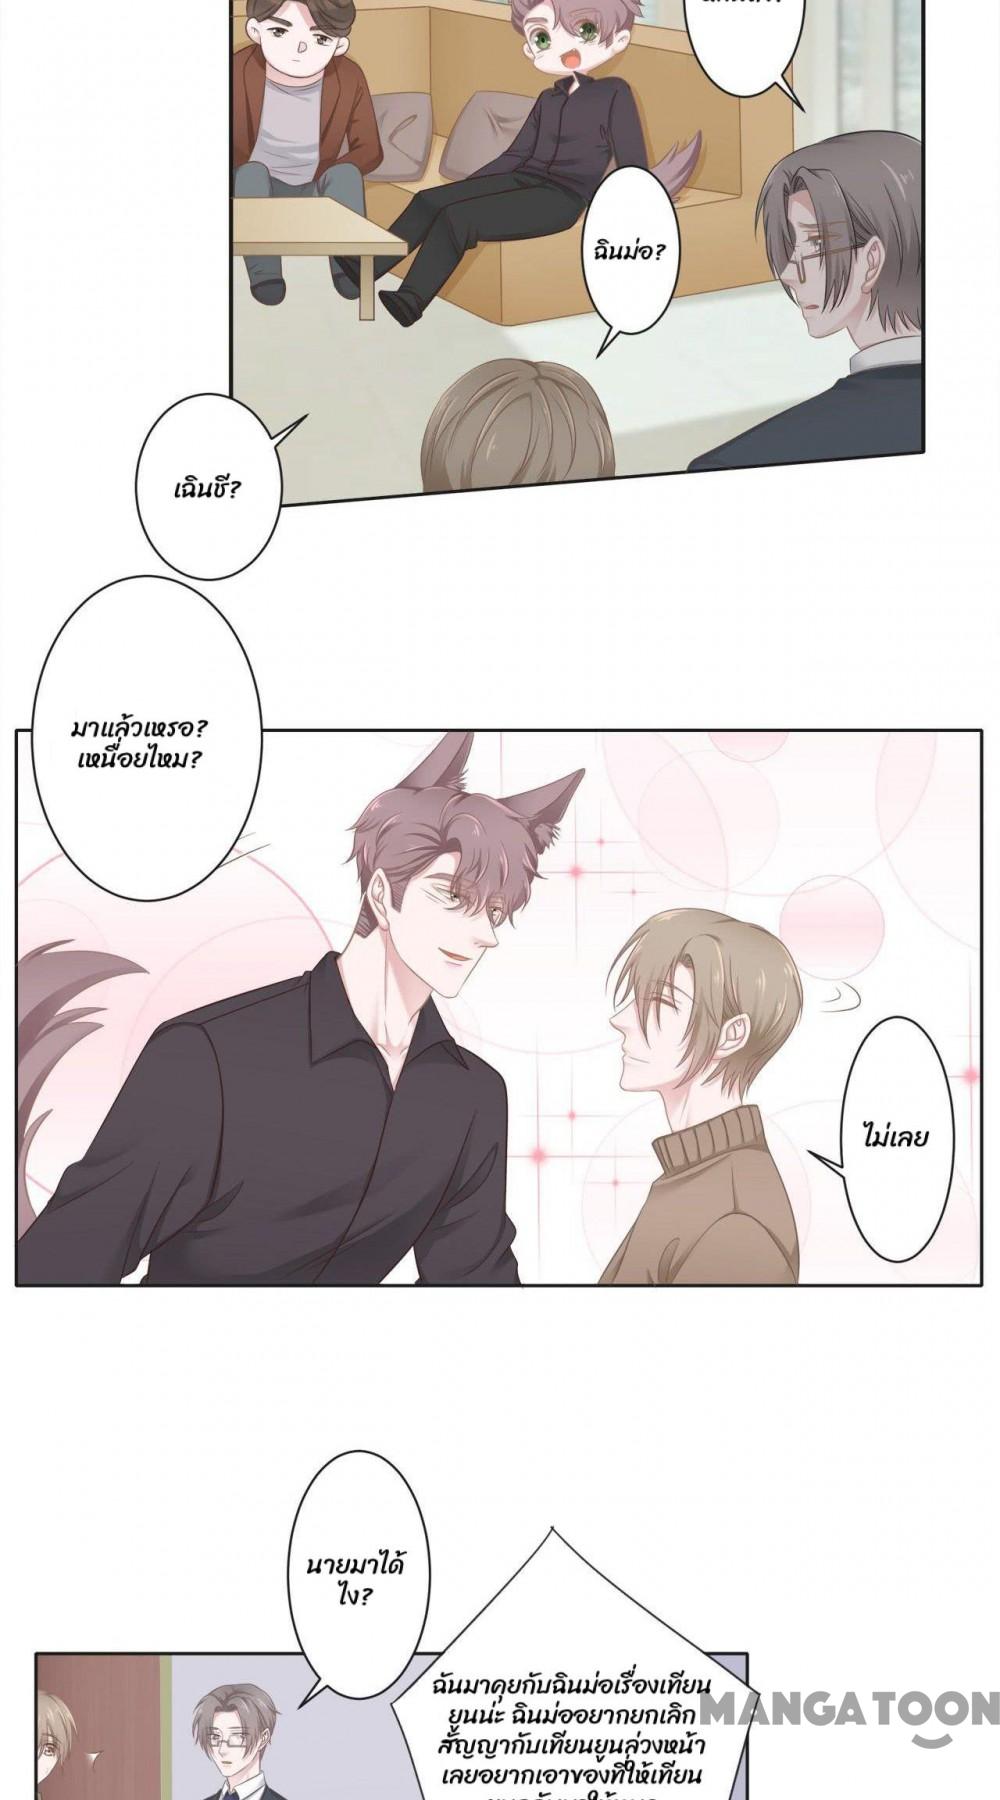 ฉินม่อ?
เฉินชี?
มาแล้วเหรอ?
เหนื่อยไหม?
ไม่เลย
นายมาได้
ไง?
ฉันมาคุยกับฉินม่อเรื่องเทียน
ยูนน่ะ ฉินม่ออยากยกเลิก
สัญญากับเทียนยูนล่วงหน้า
เลยอยากเอาของที่ให้เทียน
MANGATOON